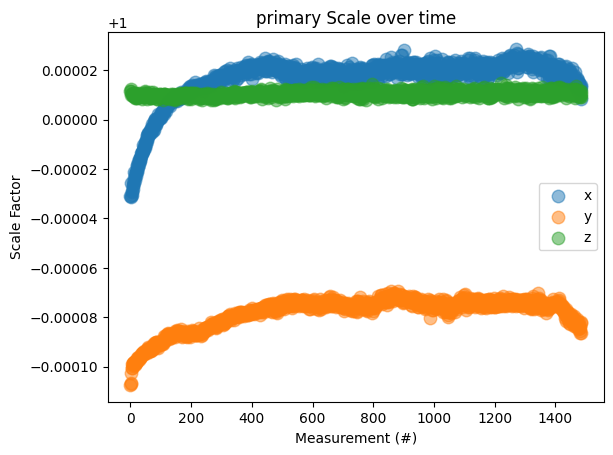 primary Scale over time
+1
0.00002
0.00000
−0.00002
−0.00004
−0.00006
−0.00008
−0.00010
Scale Factor
x
y
z
0 200 400 600 800 1000 1200 1400
Measurement (#)